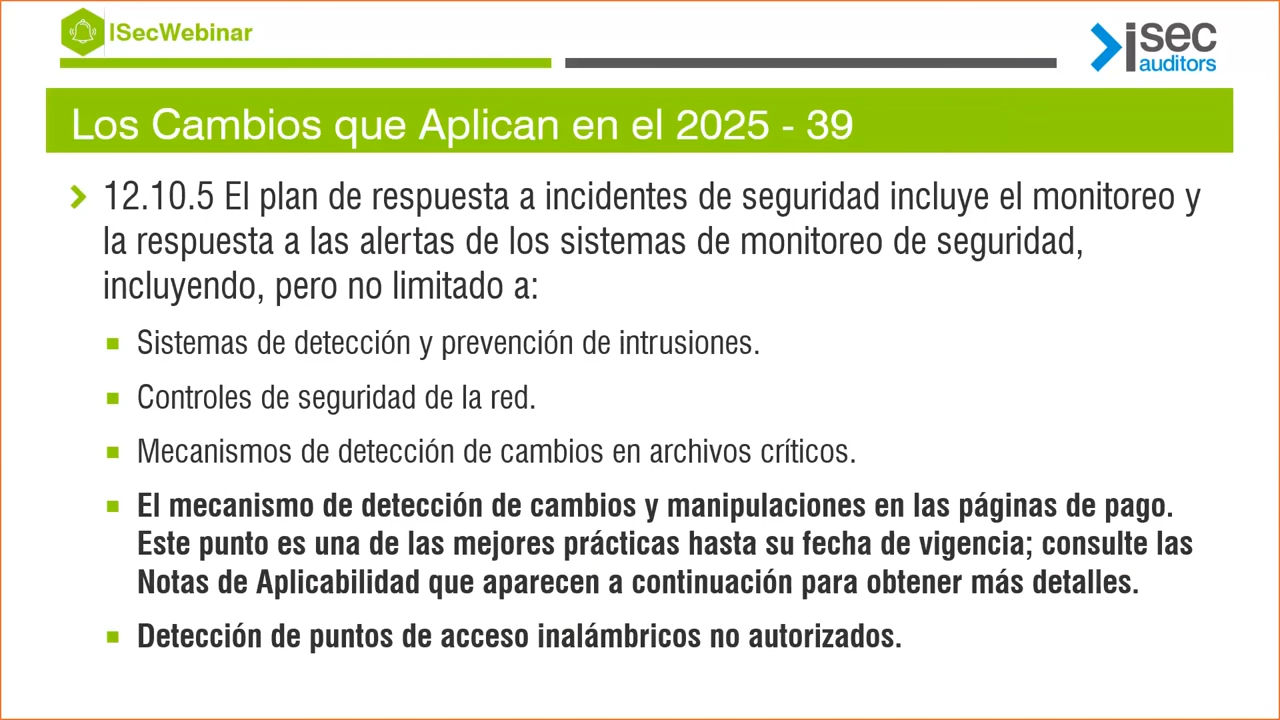 ISecWebinar
isec
auditors
Los Cambios que Aplican en el 2025 - 39
12.10.5 El plan de respuesta a incidentes de seguridad incluye el monitoreo y
la respuesta a las alertas de los sistemas de monitoreo de seguridad,
incluyendo, pero no limitado a:
Sistemas de detección y prevención de intrusiones.
Controles de seguridad de la red.
Mecanismos de detección de cambios en archivos críticos.
El mecanismo de detección de cambios y manipulaciones en las páginas de pago.
Este punto es una de las mejores prácticas hasta su fecha de vigencia; consulte las
Notas de Aplicabilidad que aparecen a continuación para obtener más detalles.
Detección de puntos de acceso inalámbricos no autorizados.